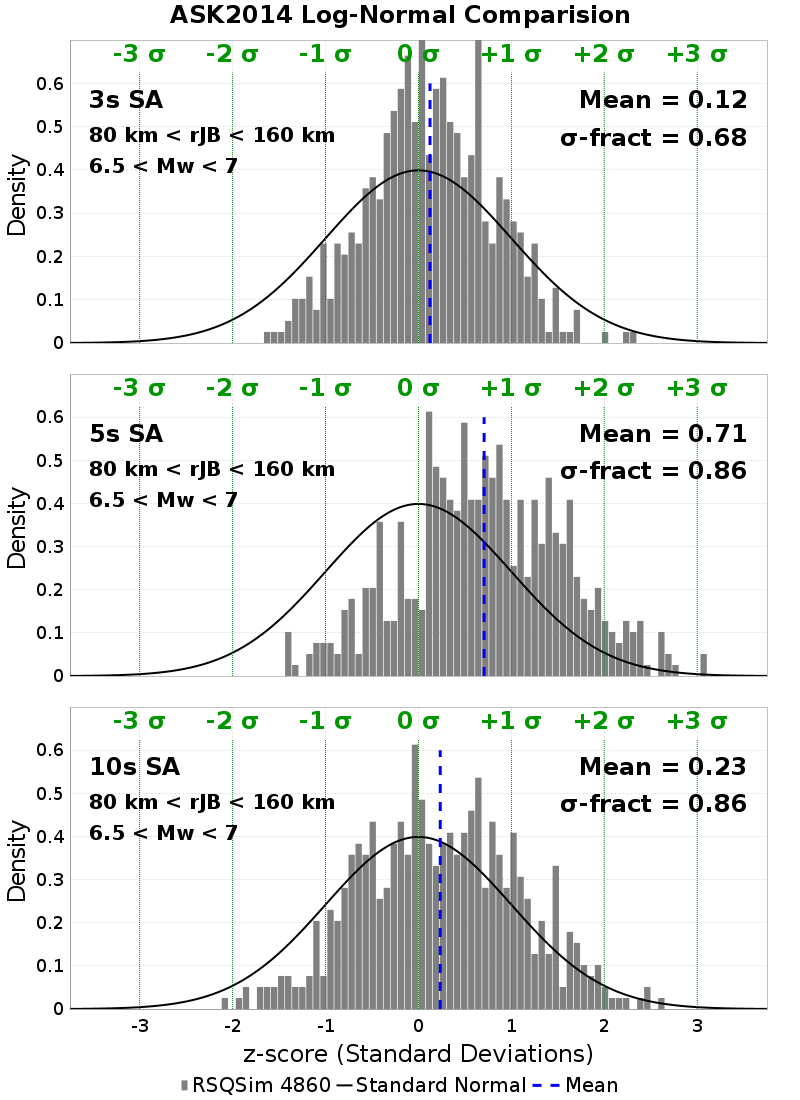 ASK2014 Log-Normal Comparision
-3 σ -2 σ -1 σ 0 σ +1 σ +2 σ +3 σ
3s SA Mean = 0.12
80 km < rJB < 160 km σ-fract = 0.68
6.5 < Mw < 7
0.6
0.5
0.4
0.3
0.2
0.1
0
Density
-3 σ -2 σ -1 σ 0 σ +1 σ +2 σ +3 σ
5s SA Mean = 0.71
80 km < rJB < 160 km σ-fract = 0.86
6.5 < Mw < 7
0.6
0.5
0.4
0.3
0.2
0.1
0
Density
-3 σ -2 σ -1 σ 0 σ +1 σ +2 σ +3 σ
10s SA Mean = 0.23
80 km < rJB < 160 km σ-fract = 0.86
6.5 < Mw < 7
0.6
0.5
0.4
0.3
0.2
0.1
0
Density
-3 -2 -1 0 1 2 3
z-score (Standard Deviations)
RSQSim 4860 Standard Normal Mean